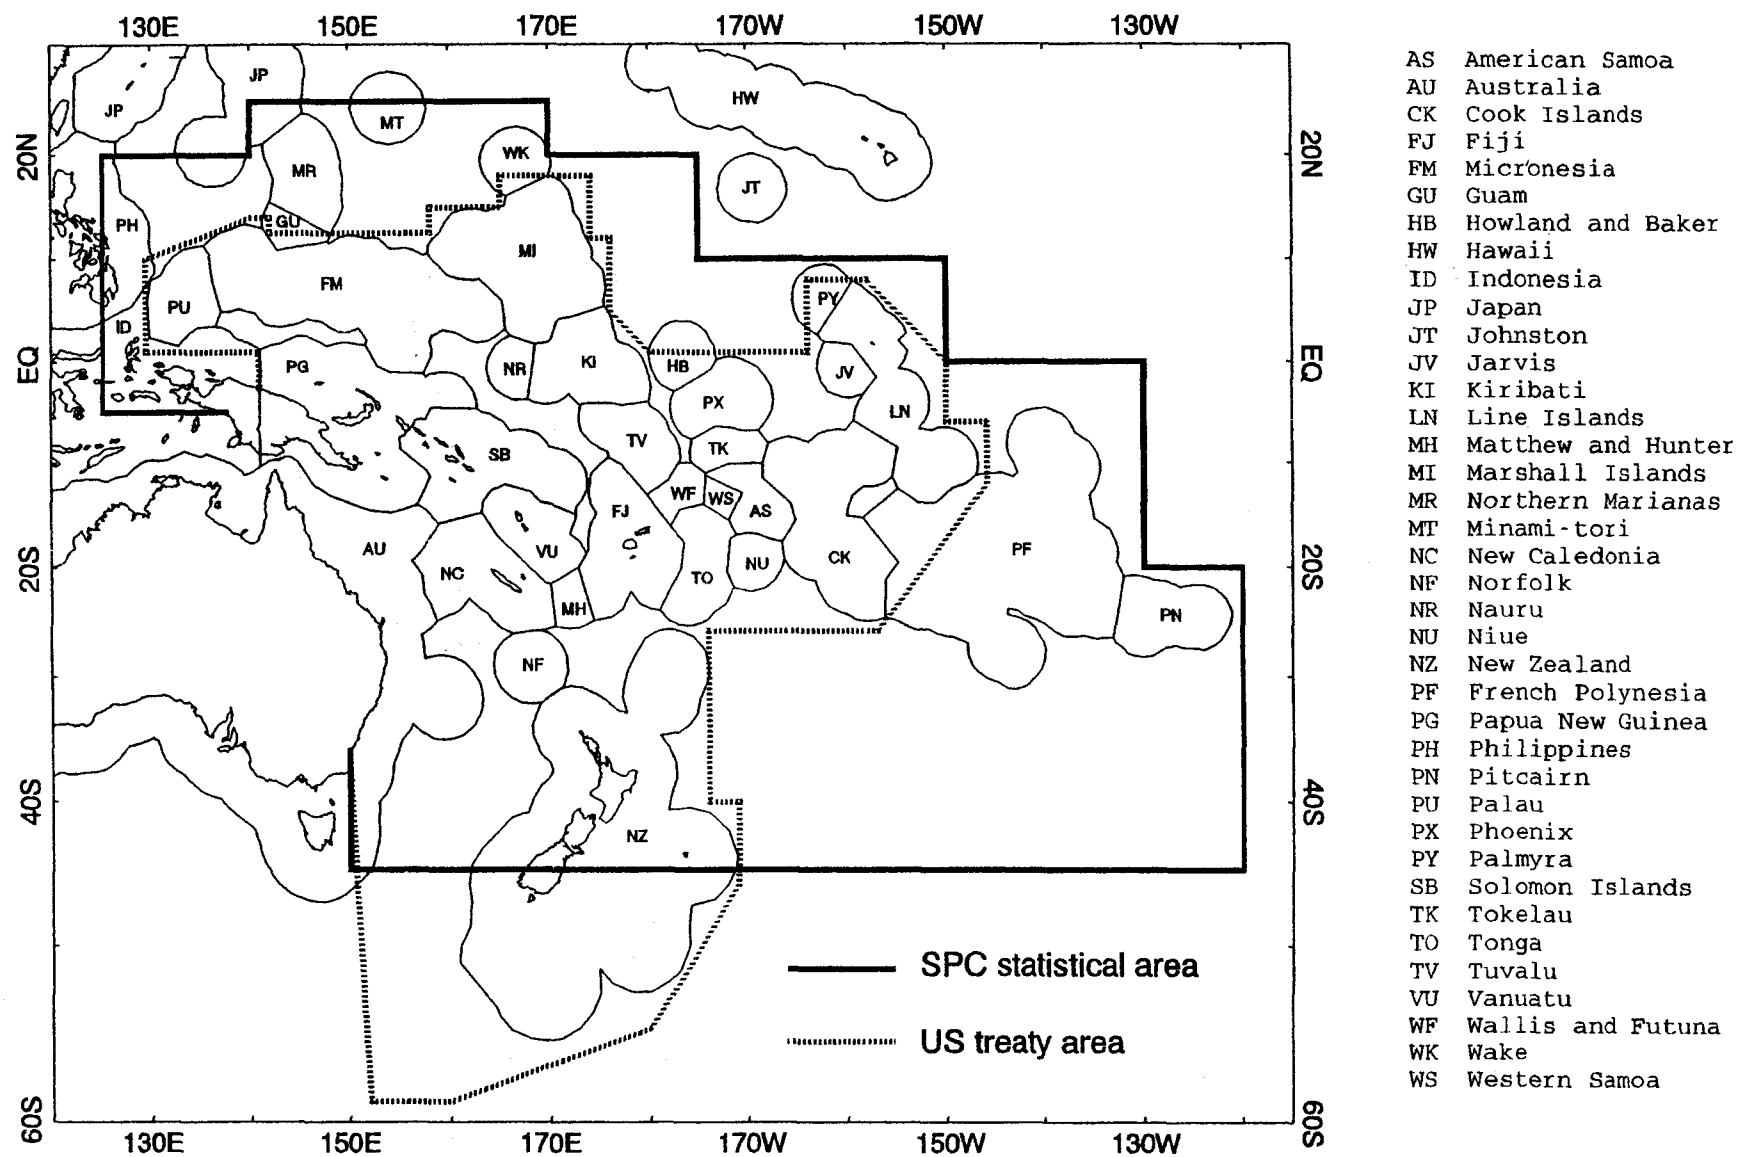 130E 150E 170E 170W 150W 130W
20N
EQ
20S
40S
60S
20N
EQ
20S
40S
60S
JP
JP
HW
MT
WK
MR
JT
PH
GU
MI
FM
PU
PY
ID
PG
NR
KI
HB
JV
PX
LN
TV
TK
SB
WF
WS
FJ
AS
AU
VU
CK
PF
NC
NU
TO
MH
PN
NF
NZ
SPC statistical area
US treaty area
130E 150E 170E 170W 150W 130W
AS American Samoa
AU Australia
CK Cook Islands
FJ Fiji
FM Micronesia
GU Guam
HB Howland and Baker
HW Hawaii
ID Indonesia
JP Japan
JT Johnston
JV Jarvis
KI Kiribati
LN Line Islands
MH Matthew and Hunter
MI Marshall Islands
MR Northern Marianas
MT Minami-tori
NC New Caledonia
NF Norfolk
NR Nauru
NU Niue
NZ New Zealand
PF French Polynesia
PG Papua New Guinea
PH Philippines
PN Pitcairn
PU Palau
PX Phoenix
PY Palmyra
SB Solomon Islands
TK Tokelau
TO Tonga
TV Tuvalu
VU Vanuatu
WF Wallis and Futuna
WK Wake
WS Western Samoa